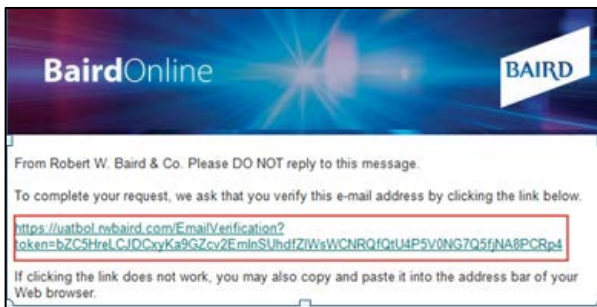 BairdOnline
BAIRD
From Robert W. Baird & Co. Please DO NOT reply to this message.
To complete your request, we ask that you verify this e-mail address by clicking the link below.
https://uatbol.rwbaird.com/EmailVerification?
token=bZC5HreLCJDCxyKa9GZcv2EmInSUhdfZIWsWCNRQfQtU4P5V0NG7Q5fjNA8PCRp4
If clicking the link does not work, you may also copy and paste it into the address bar of your
Web browser.